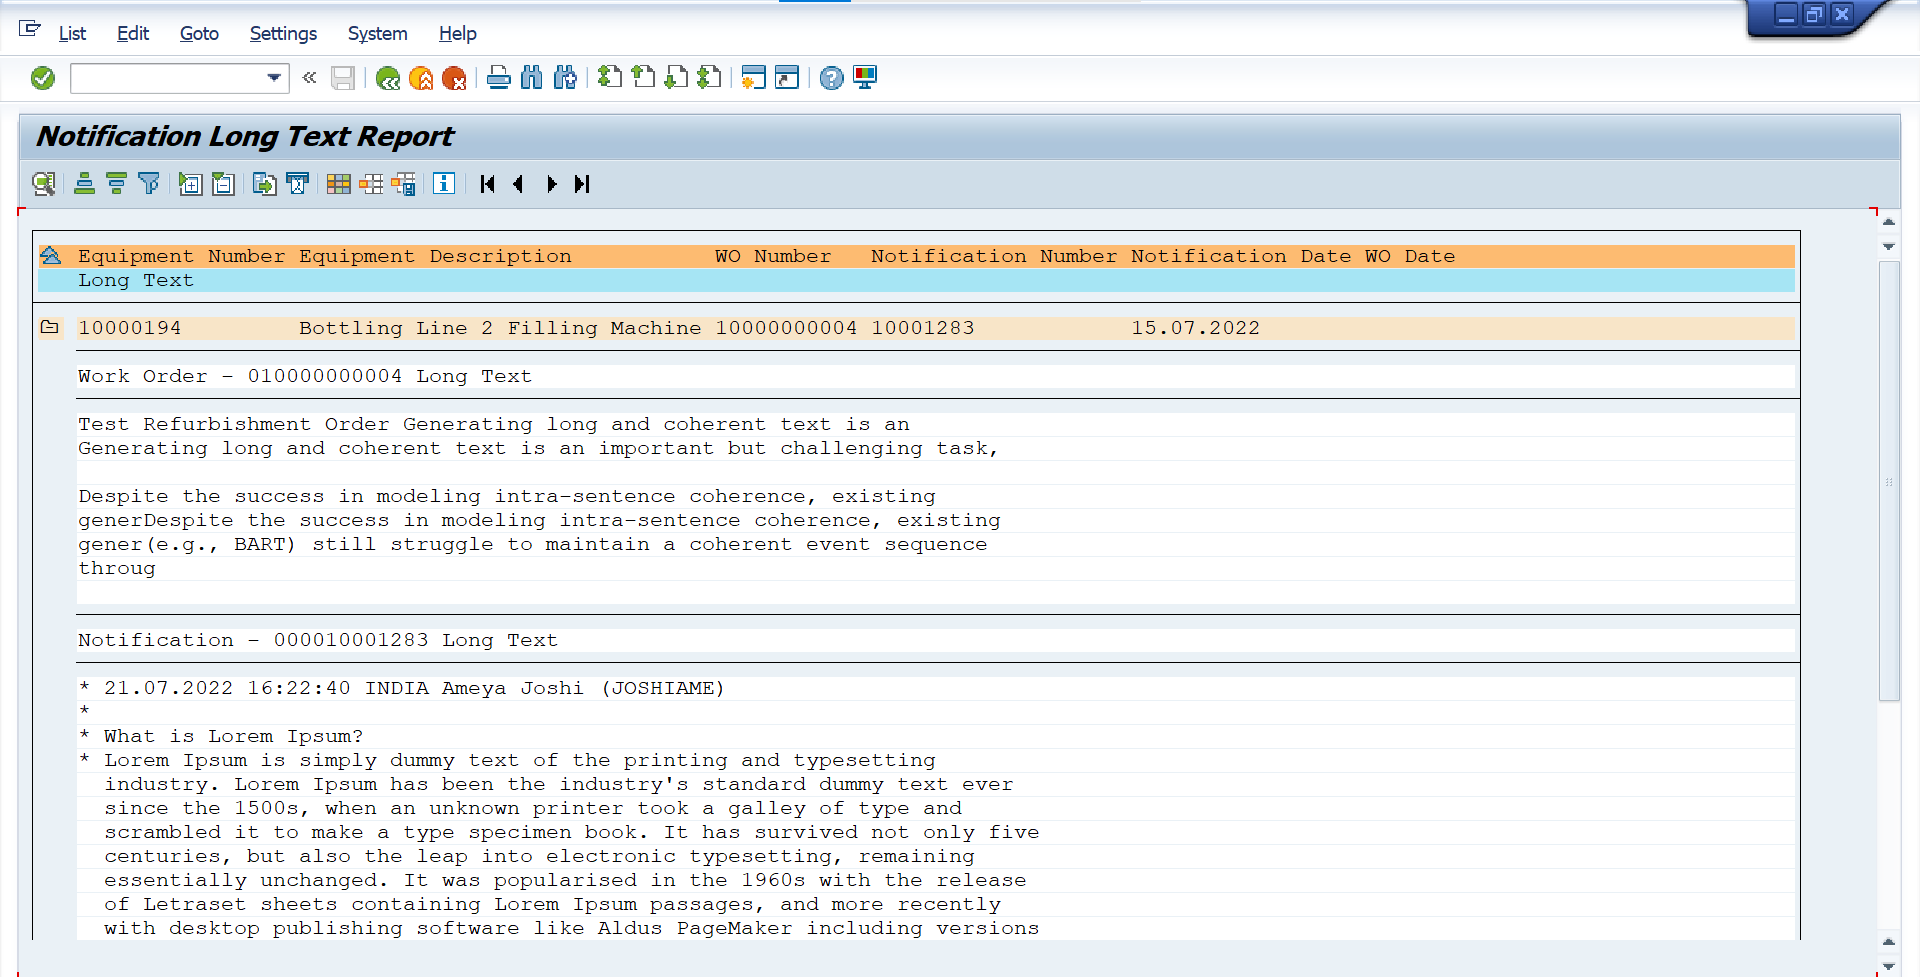 List Edit Goto Settings System Help
Notification Long Text Report
Equipment Number Equipment Description WO Number Notification Number Notification Date WO Date
Long Text
10000194 Bottling Line 2 Filling Machine 10000000004 10001283 15.07.2022
Work Order - 010000000004 Long Text
Test Refurbishment Order Generating long and coherent text is an
Generating long and coherent text is an important but challenging task,
Despite the success in modeling intra-sentence coherence, existing
generDespite the success in modeling intra-sentence coherence, existing
gener(e.g., BART) still struggle to maintain a coherent event sequence
throug
Notification - 000010001283 Long Text
* 21.07.2022 16:22:40 INDIA Ameya Joshi (JOSHIAME)
*
* What is Lorem Ipsum?
* Lorem Ipsum is simply dummy text of the printing and typesetting
industry. Lorem Ipsum has been the industry's standard dummy text ever
since the 1500s, when an unknown printer took a galley of type and
scrambled it to make a type specimen book. It has survived not only five
centuries, but also the leap into electronic typesetting, remaining
essentially unchanged. It was popularised in the 1960s with the release
of Letraset sheets containing Lorem Ipsum passages, and more recently
with desktop publishing software like Aldus PageMaker including versions